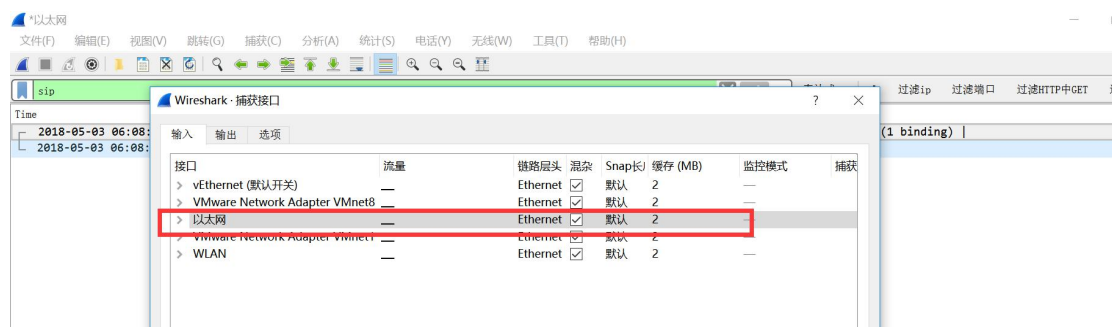 *以太网
文件(F) 编辑(E) 视图(V) 跳转(G) 捕获(C) 分析(A) 统计(S) 电话(Y) 无线(W) 工具(T) 帮助(H)
sip
过滤ip 过滤端口 过滤HTTP中GET
Time
2018-05-03 06:08:
(1 binding) |
2018-05-03 06:08:
Wireshark · 捕获接口 ?
输入 输出 选项
接口 流量 链路层头 混杂 Snap长 缓存 (MB) 监控模式 捕获
vEthernet (默认开关) Ethernet 默认 2 —
VMware Network Adapter VMnet8 Ethernet 默认 2 —
以太网 Ethernet 默认 2 —
VMware Network Adapter VMnet1 Ethernet 默认 2 —
WLAN Ethernet 默认 2 —